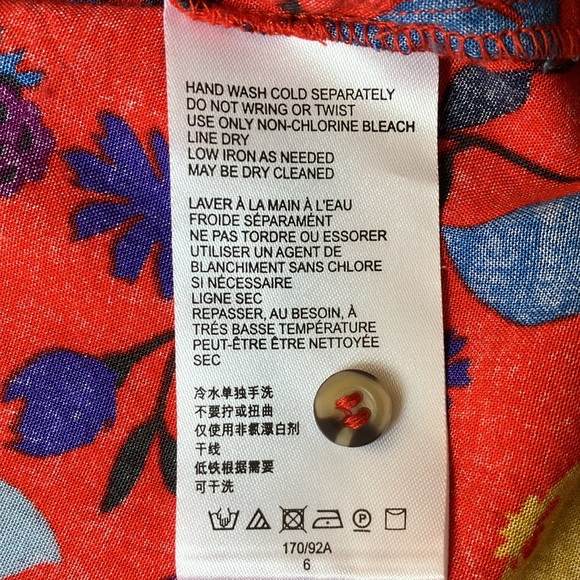 HAND WASH COLD SEPARATELY
DO NOT WRING OR TWIST
USE ONLY NON-CHLORINE BLEACH
LINE DRY
LOW IRON AS NEEDED
MAY BE DRY CLEANED
LAVER À LA MAIN À L'EAU
FROIDE SÉPARAMÉNT
NE PAS TORDRE OU ESSORER
UTILISER UN AGENT DE
BLANCHIMENT SANS CHLORE
SI NÉCESSAIRE
LIGNE SEC
REPASSER, AU BESOIN, À
TRÉS BASSE TEMPÉRATURE
PEUT-ÊTRE ÊTRE NETTOYÉE
SEC
冷水单独手洗
不要拧或扭曲
仅使用非氯漂白剂
干线
低铁根据需要
可干洗
P
170/92A
6